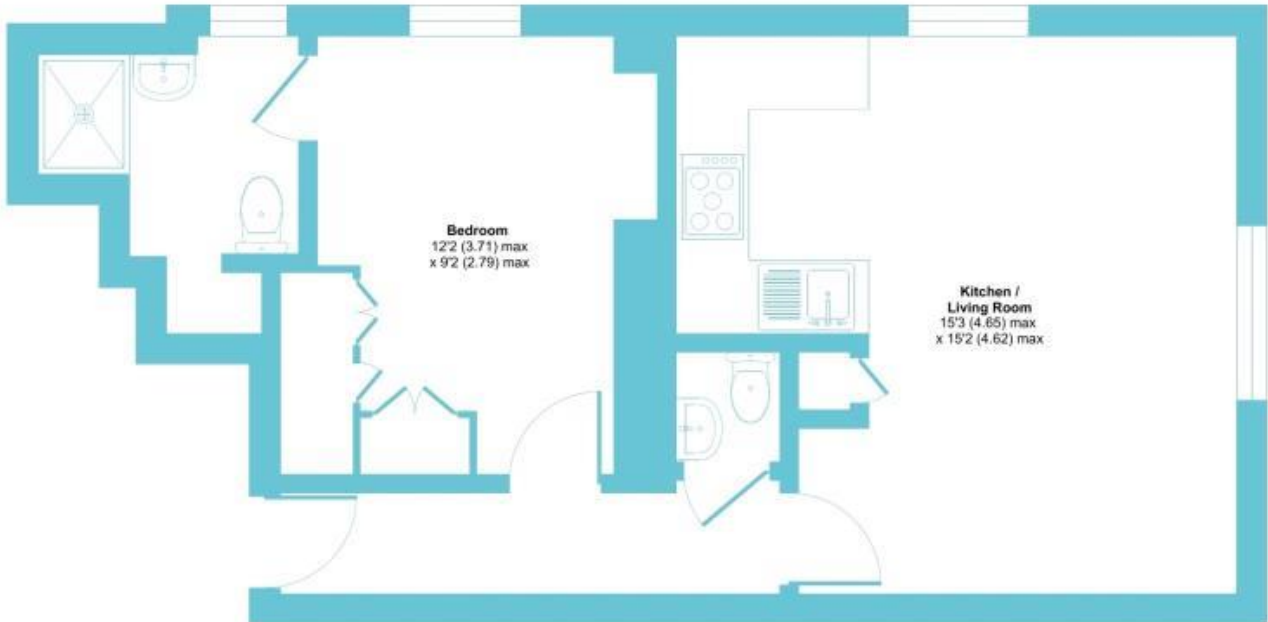 Bedroom
12'2 (3.71) max
x 9'2 (2.79) max
Kitchen /
Living Room
15'3 (4.65) max
x 15'2 (4.62) max